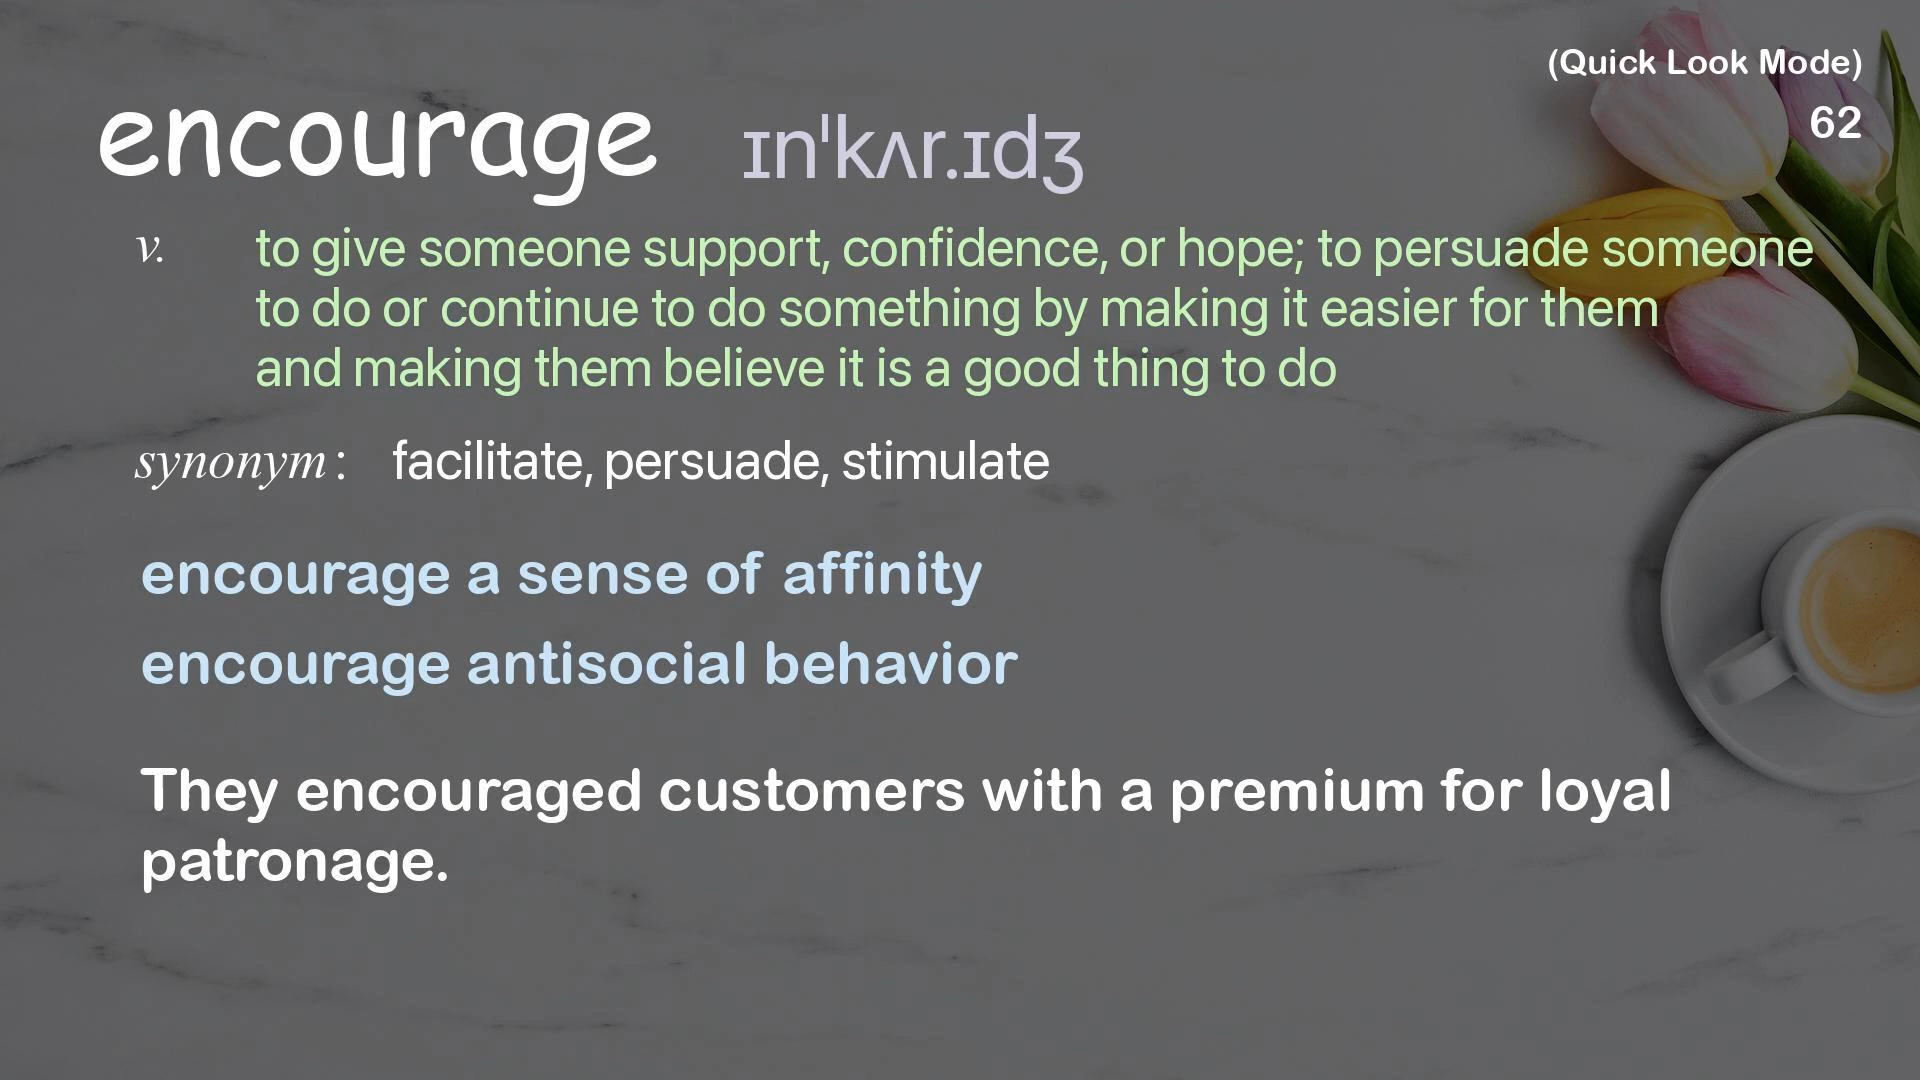 (Quick Look Mode)
62
encourage ɪnˈkʌr.ɪdʒ
v. to give someone support, confidence, or hope; to persuade someone
to do or continue to do something by making it easier for them
and making them believe it is a good thing to do
synonym: facilitate, persuade, stimulate
encourage a sense of affinity
encourage antisocial behavior
They encouraged customers with a premium for loyal
patronage.